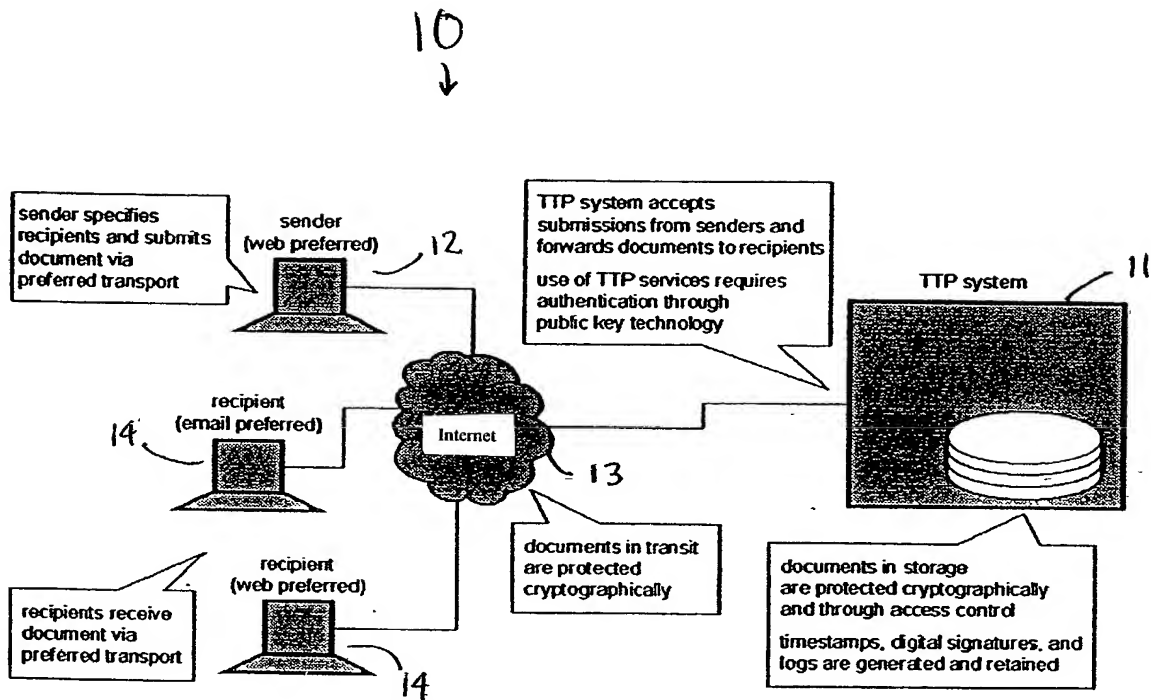 10
sender specifies
recipients and submits
document via
preferred transport
sender
(web preferred)
12
TTP system accepts
submissions from senders and
forwards documents to recipients
use of TTP services requires
authentication through
public key technology
TTP system
11
recipient
(email preferred)
14
Internet
13
recipients receive
document via
preferred transport
recipient
(web preferred)
14
documents in transit
are protected
cryptographically
documents in storage
are protected cryptographically
and through access control
timestamps, digital signatures, and
logs are generated and retained